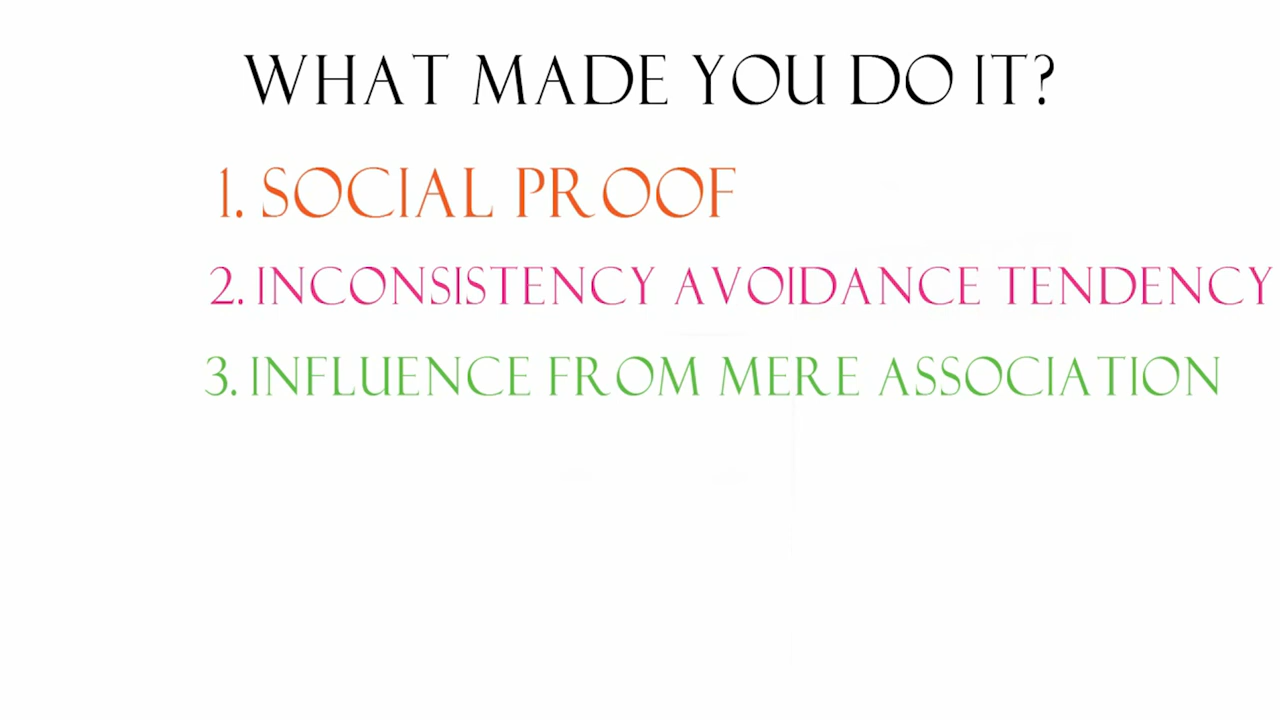 WHAT MADE YOU DO IT?
1. SOCIAL PROOF
2. INCONSISTENCY AVOIDANCE TENDENCY
3. INFLUENCE FROM MERE ASSOCIATION